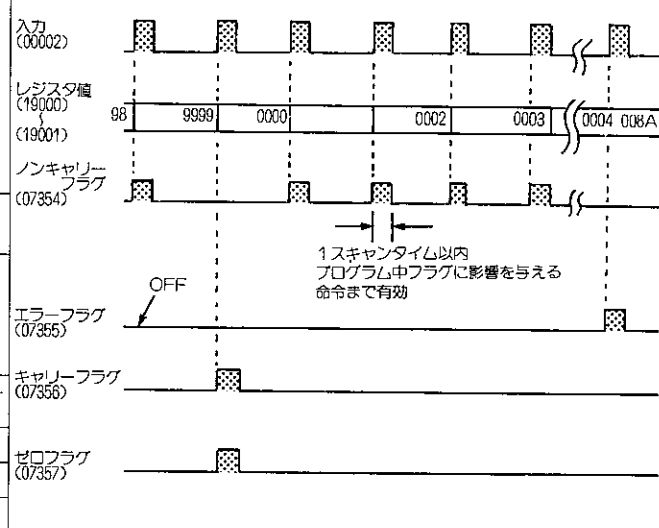 入力
(00002)
レジスタ値
(19000)
〜
(19001)
98 9999 0000 0002 0003 0004 008A
ノンキャリー
フラグ
(07354)
1スキャンタイム以内
プログラム中フラグに影響を与える
命令まで有効
OFF
エラーフラグ
(07355)
キャリーフラグ
(07356)
ゼロフラグ
(07357)